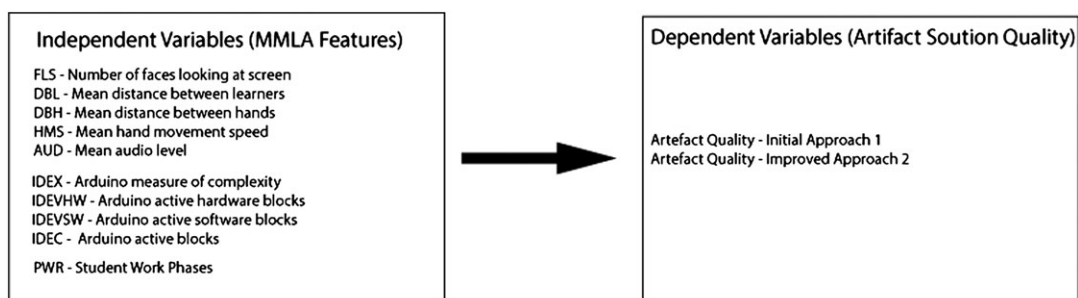 Independent Variables (MMLA Features)
FLS - Number of faces looking at screen
DBL - Mean distance between learners
DBH - Mean distance between hands
HMS - Mean hand movement speed
AUD - Mean audio level
IDEX - Arduino measure of complexity
IDEVHW - Arduino active hardware blocks
IDEVSW - Arduino active software blocks
IDEC - Arduino active blocks
PWR - Student Work Phases
Dependent Variables (Artifact Soution Quality)
Artefact Quality - Initial Approach 1
Artefact Quality - Improved Approach 2